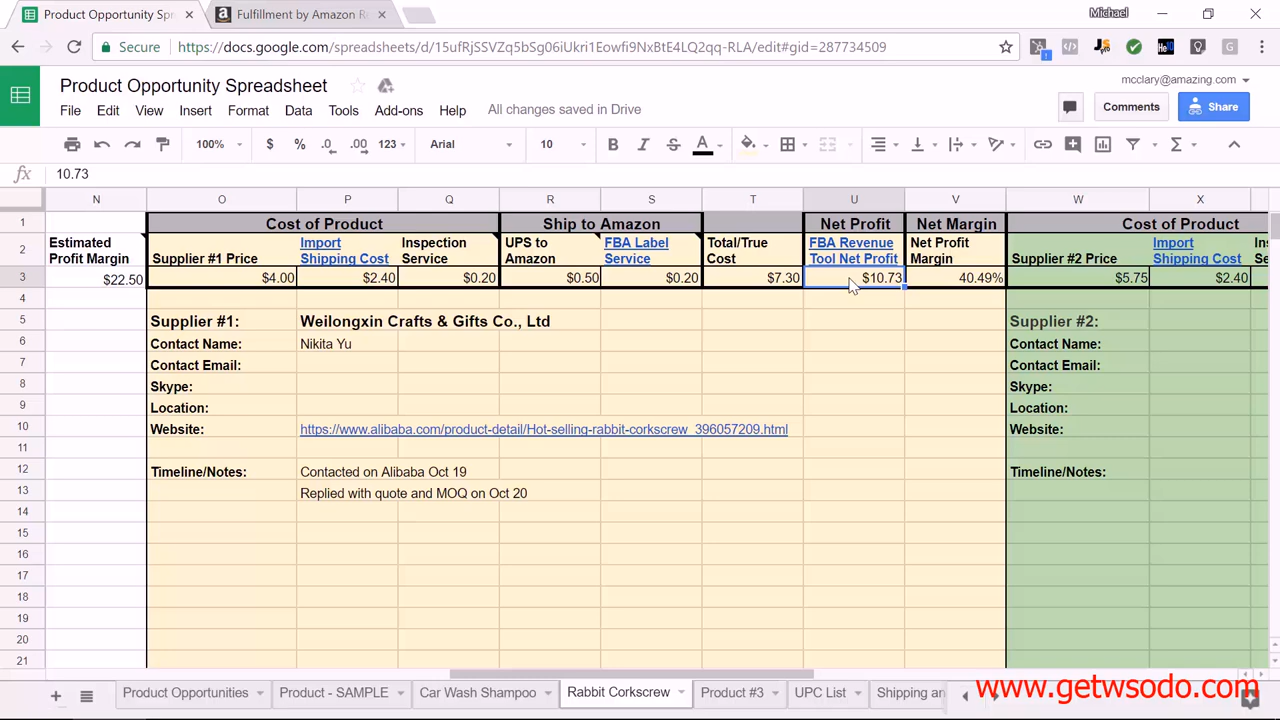 Product Opportunity Spr
Fulfillment by Amazon Re
Michael
Secure
https://docs.google.com/spreadsheets/d/15ufRjSSVZq5bSg06iUkri1Eowfi9NxBtE4LQ2qq-RLA/edit#gid=287734509
Product Opportunity Spreadsheet
mcclary@amazing.com
File Edit View Insert Format Data Tools Add-ons Help All changes saved in Drive
Comments
Share
100% $ % .0 .00 123 Arial 10 B I S A Σ
fx 10.73
N O P Q R S T U V W X
1 Cost of Product Ship to Amazon Net Profit Net Margin Cost of Product
2 Estimated Profit Margin Supplier #1 Price Import Shipping Cost Inspection Service UPS to Amazon FBA Label Service Total/True Cost FBA Revenue Tool Net Profit Net Profit Margin Supplier #2 Price Import Shipping Cost Ins Se
3 $22.50 $4.00 $2.40 $0.20 $0.50 $0.20 $7.30 $10.73 40.49% $5.75 $2.40
4
5 Supplier #1: Weilongxin Crafts & Gifts Co., Ltd Supplier #2:
6 Contact Name: Nikita Yu Contact Name:
7 Contact Email: Contact Email:
8 Skype: Skype:
9 Location: Location:
10 Website: https://www.alibaba.com/product-detail/Hot-selling-rabbit-corkscrew_396057209.html Website:
11
12 Timeline/Notes: Contacted on Alibaba Oct 19 Timeline/Notes:
13 Replied with quote and MOQ on Oct 20
14
15
16
17
18
19
20
21
Product Opportunities Product - SAMPLE Car Wash Shampoo Rabbit Corkscrew Product #3 UPC List Shipping an
www.getwsodo.com